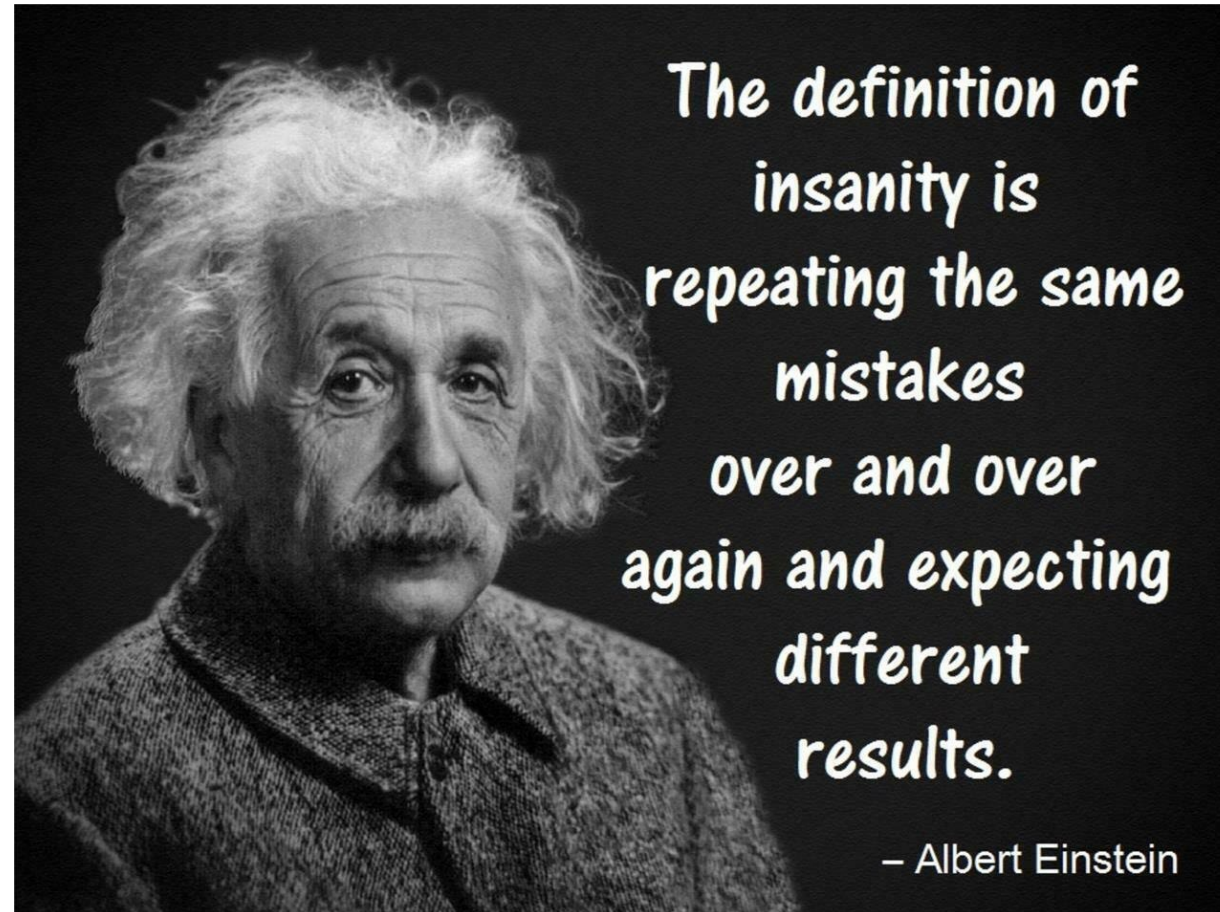 The definition of
insanity is
repeating the same
mistakes
over and over
again and expecting
different
results.
– Albert Einstein